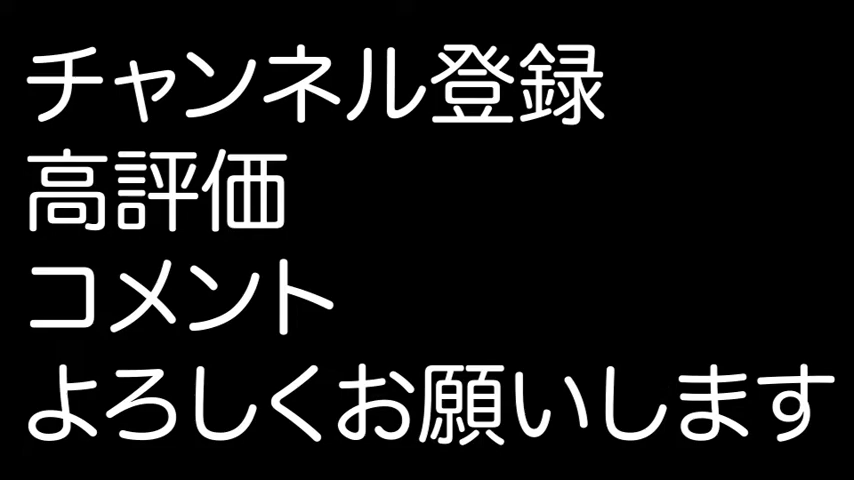 チャンネル登録
高評価
コメント
よろしくお願いします